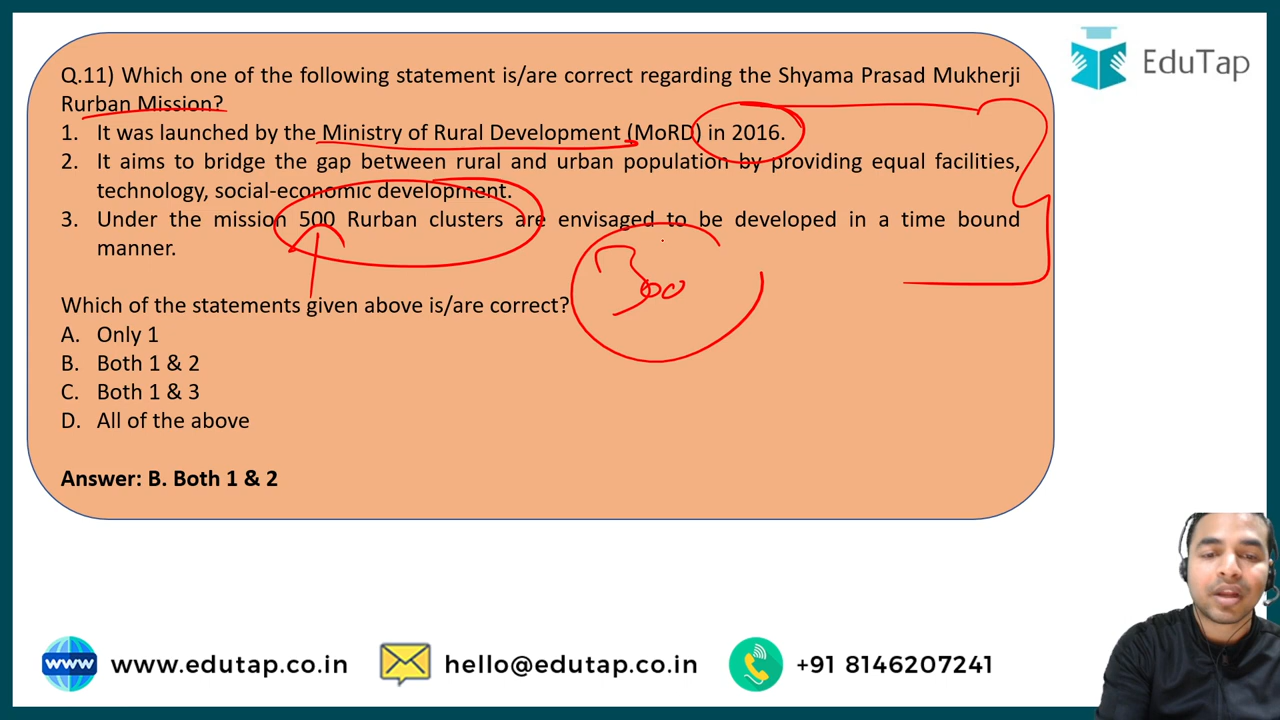 EduTap
Q.11) Which one of the following statement is/are correct regarding the Shyama Prasad Mukherji
Rurban Mission?
1. It was launched by the Ministry of Rural Development (MoRD) in 2016.
2. It aims to bridge the gap between rural and urban population by providing equal facilities,
technology, social-economic development.
3. Under the mission 500 Rurban clusters are envisaged to be developed in a time bound
manner.
300
Which of the statements given above is/are correct?
A. Only 1
B. Both 1 & 2
C. Both 1 & 3
D. All of the above
Answer: B. Both 1 & 2
www www.edutap.co.in hello@edutap.co.in +91 8146207241